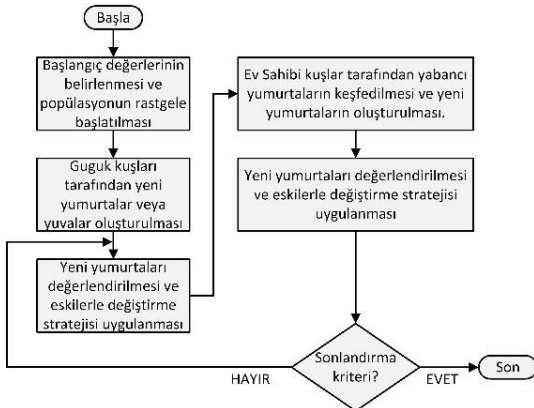 Başla
Başlangıç değerlerinin
belirlenmesi ve
popülasyonun rastgele
başlatılması
Guguk kuşları
tarafından yeni
yumurtalar veya
yuvalar oluşturulması
Yeni yumurtaları
değerlendirilmesi ve
eskilerle değiştirme
stratejisi uygulanması
Ev Sahibi kuşlar tarafından yabancı
yumurtaların keşfedilmesi ve yeni
yumurtaların oluşturulması.
Yeni yumurtaları değerlendirilmesi
ve eskilerle değiştirme stratejisi
uygulanması
Sonlandırma
kriteri?
HAYIR
EVET
Son